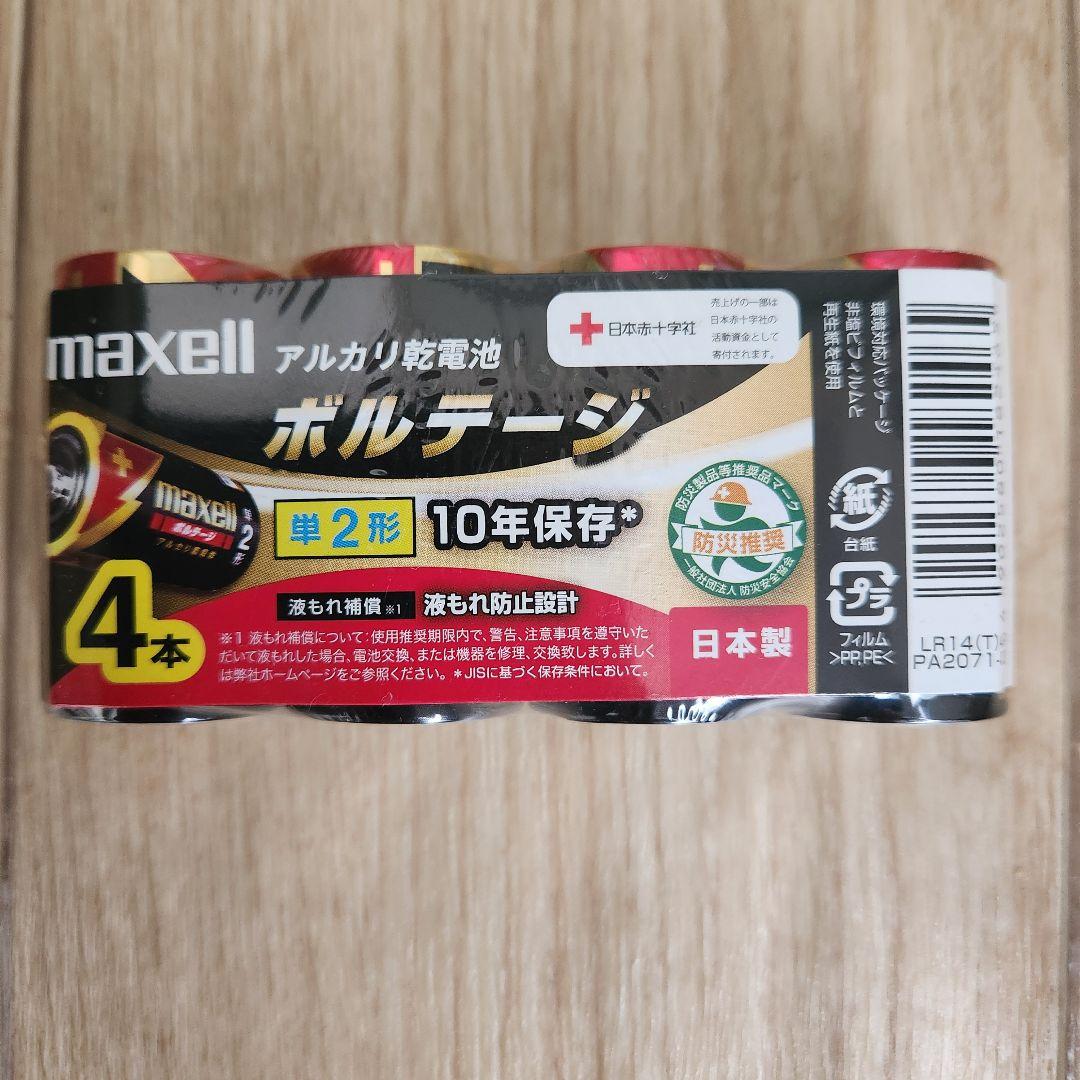 maxell アルカリ乾電池
ボルテージ
日本赤十字社
売上げの一部は
日本赤十字社の
活動資金として
寄付されます。
maxell
ボルテージ
単2形
単2形 10年保存*
4本
液もれ補償 ※1 液もれ防止設計
※1 液もれ補償について：使用推奨期限内で、警告、注意事項を遵守いた
だいて液もれした場合、電池交換、または機器を修理、交換致します。詳しく
は弊社ホームページをご参照ください。*JISに基づく保存条件において。
防災製品等推奨品マーク
防災推奨
一般社団法人 防災安全協会
日本製
環境対応パッケージ
非塩ビフィルムと
再生紙を使用
紙
台紙
プラ
フィルム
>PP,PE<
LR14(T)
PA2071-